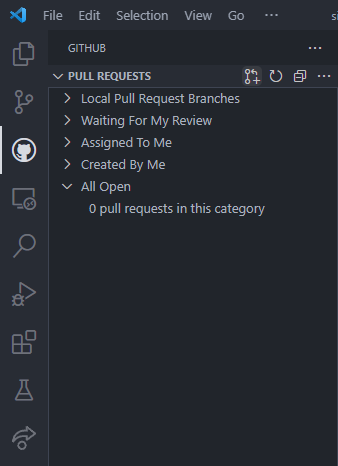 File Edit Selection View Go ··· si
GITHUB ···
PULL REQUESTS ···
Local Pull Request Branches
Waiting For My Review
Assigned To Me
Created By Me
All Open
0 pull requests in this category